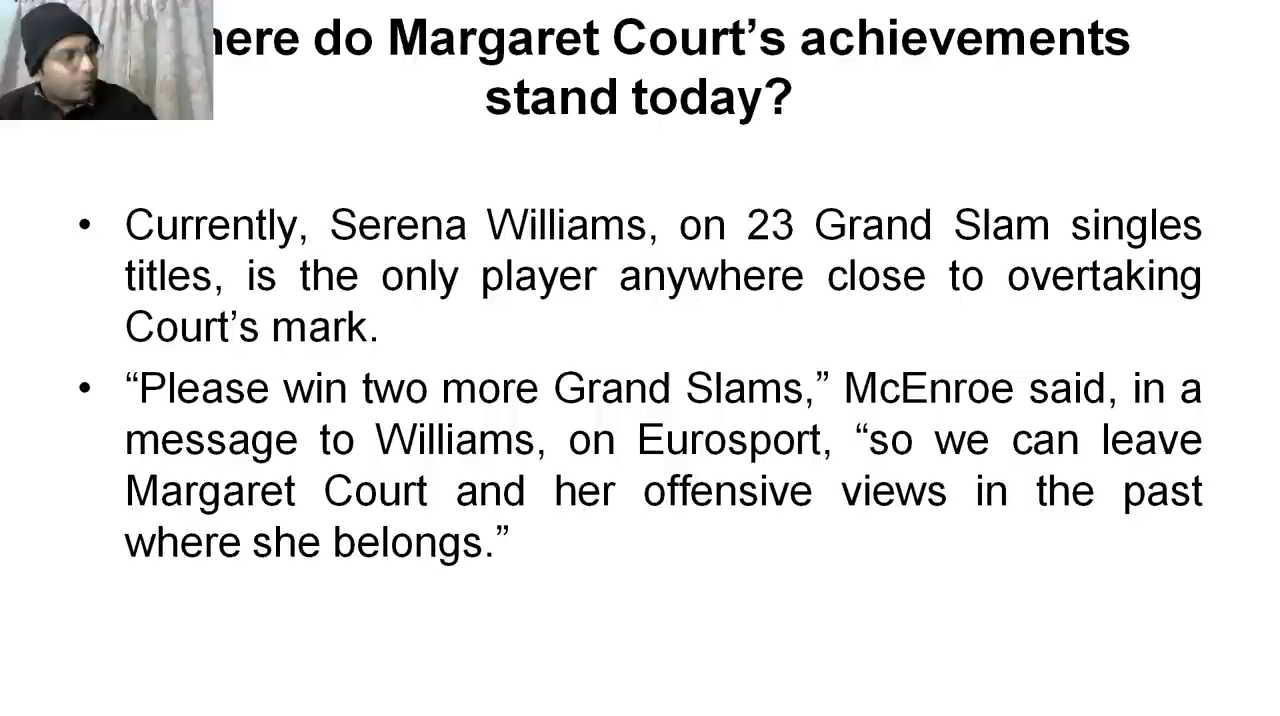 here do Margaret Court’s achievements
stand today?
• Currently, Serena Williams, on 23 Grand Slam singles
titles, is the only player anywhere close to overtaking
Court’s mark.
• “Please win two more Grand Slams,” McEnroe said, in a
message to Williams, on Eurosport, “so we can leave
Margaret Court and her offensive views in the past
where she belongs.”